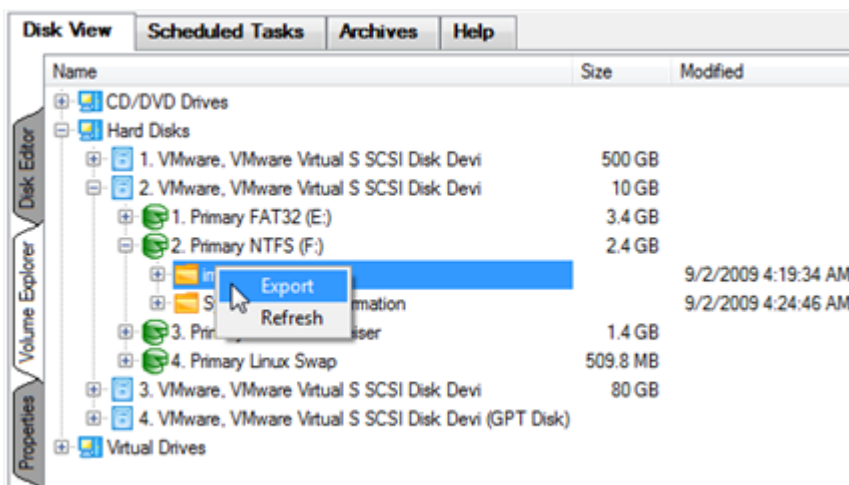 Disk View Scheduled Tasks Archives Help
Name Size Modified
CD/DVD Drives
Hard Disks
1. VMware, VMware Virtual S SCSI Disk Devi 500 GB
2. VMware, VMware Virtual S SCSI Disk Devi 10 GB
1. Primary FAT32 (E:) 3.4 GB
2. Primary NTFS (F:) 2.4 GB
9/2/2009 4:19:34 AM
Export
9/2/2009 4:24:46 AM
Refresh
3. 1.4 GB
4. Primary Linux Swap 509.8 MB
3. VMware, VMware Virtual S SCSI Disk Devi 80 GB
4. VMware, VMware Virtual S SCSI Disk Devi (GPT Disk)
Virtual Drives
Disk Editor
Volume Explorer
Properties